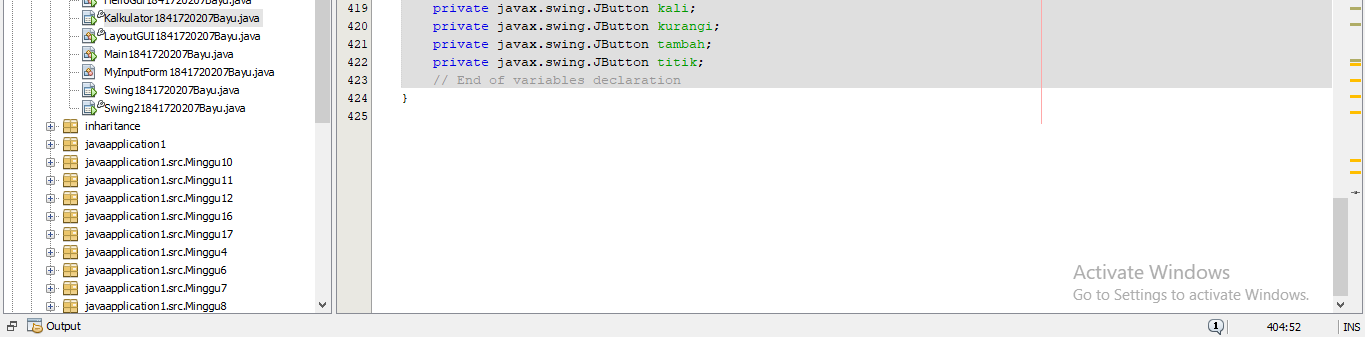 HelloGui1841720207Bayu.java
Kalkulator1841720207Bayu.java
LayoutGUI1841720207Bayu.java
Main1841720207Bayu.java
MyInputForm1841720207Bayu.java
Swing1841720207Bayu.java
Swing21841720207Bayu.java
inharitance
javaapplication1
javaapplication1.src.Minggu10
javaapplication1.src.Minggu11
javaapplication1.src.Minggu12
javaapplication1.src.Minggu16
javaapplication1.src.Minggu17
javaapplication1.src.Minggu4
javaapplication1.src.Minggu6
javaapplication1.src.Minggu7
javaapplication1.src.Minggu8
419 private javax.swing.JButton kali;
420 private javax.swing.JButton kurangi;
421 private javax.swing.JButton tambah;
422 private javax.swing.JButton titik;
423 // End of variables declaration
424 }
425
Activate Windows
Go to Settings to activate Windows.
Output
1
404:52
INS